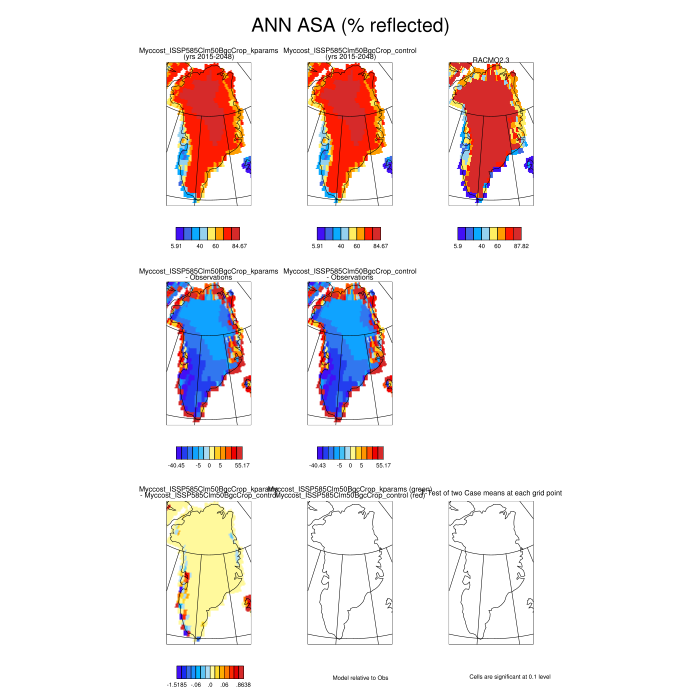 ANN ASA (% reflected)
Myccost_ISSP585Clm50BgcCrop_kparams
(yrs 2015-2048)
Myccost_ISSP585Clm50BgcCrop_control
(yrs 2015-2048)
RACMO2.3
5.91 40 60 84.67
5.91 40 60 84.67
5.9 40 60 87.82
Myccost_ISSP585Clm50BgcCrop_kparams
- Observations
Myccost_ISSP585Clm50BgcCrop_control
- Observations
-40.45 -5 0 5 55.17
-40.43 -5 0 5 55.17
Myccost_ISSP585Clm50BgcCrop_kparams
- Myccost_ISSP585Clm50BgcCrop_control
Myccost_ISSP585Clm50BgcCrop_kparams (green)
Myccost_ISSP585Clm50BgcCrop_control (red)
T-Test of two Case means at each grid point
-1.5185 -.06 .0 .06 .8638
Model relative to Obs
Cells are significant at 0.1 level